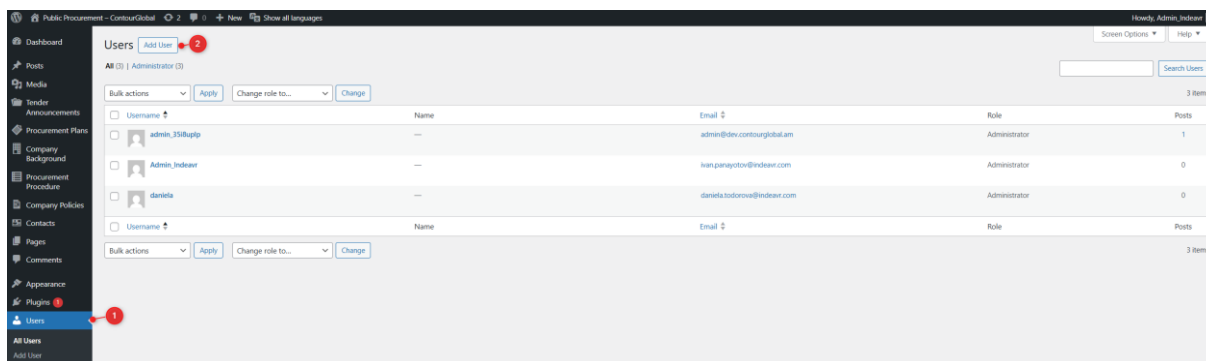 Public Procurement – ContourGlobal 2 0 New Show all languages Howdy, Admin_Indeavr
Screen Options Help
Dashboard
Posts
Media
Tender
Announcements
Procurement Plans
Company
Background
Procurement
Procedure
Company Policies
Contacts
Pages
Comments
Appearance
Plugins 1
Users
All Users
Add User
Users Add User 2
All (3) | Administrator (3)
Search Users
Bulk actions Apply Change role to... Change 3 item
Username Name Email Role Posts
admin_35i8uplp — admin@dev.contourglobal.am Administrator 1
Admin_Indeavr — ivan.panayotov@indeavr.com Administrator 0
daniela — daniela.todorova@indeavr.com Administrator 0
Username Name Email Role Posts
Bulk actions Apply Change role to... Change 3 item
1